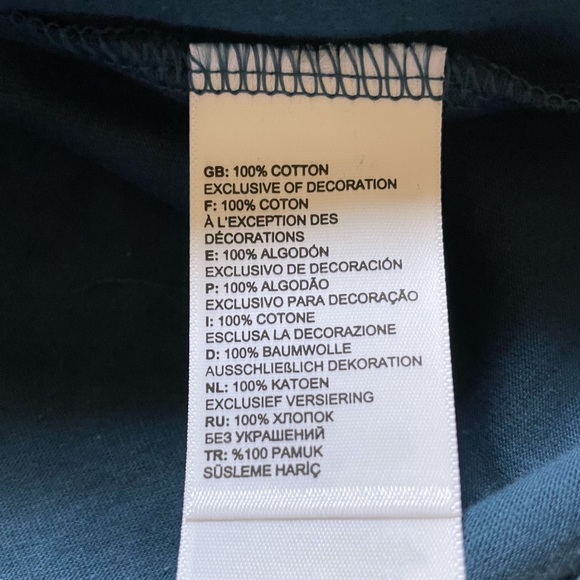 GB: 100% COTTON
EXCLUSIVE OF DECORATION
F: 100% COTON
À L'EXCEPTION DES
DÉCORATIONS
E: 100% ALGODÓN
EXCLUSIVO DE DECORACIÓN
P: 100% ALGODÃO
EXCLUSIVO PARA DECORAÇÃO
I: 100% COTONE
ESCLUSA LA DECORAZIONE
D: 100% BAUMWOLLE
AUSSCHLIEßLICH DEKORATION
NL: 100% KATOEN
EXCLUSIEF VERSIERING
RU: 100% ХЛОПОК
БЕЗ УКРАШЕНИЙ
TR: %100 PAMUK
SÜSLEME HARİÇ